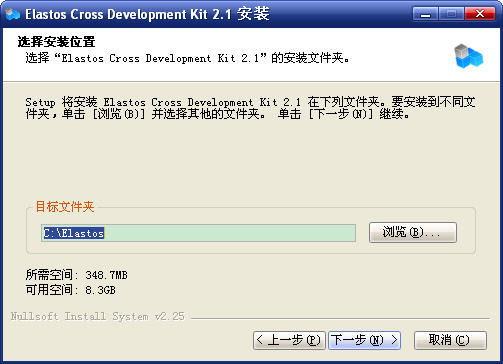 Elastos Cross Development Kit 2.1 安装
选择安装位置
选择“Elastos Cross Development Kit 2.1”的安装文件夹。
Setup 将安装 Elastos Cross Development Kit 2.1 在下列文件夹。要安装到不同文
件夹，单击 [浏览(B)] 并选择其他的文件夹。 单击 [下一步(N)] 继续。
目标文件夹
C:\Elastos
浏览(B)...
所需空间: 348.7MB
可用空间: 8.3GB
Nullsoft Install System v2.25
< 上一步(P)
下一步(N) >
取消(C)